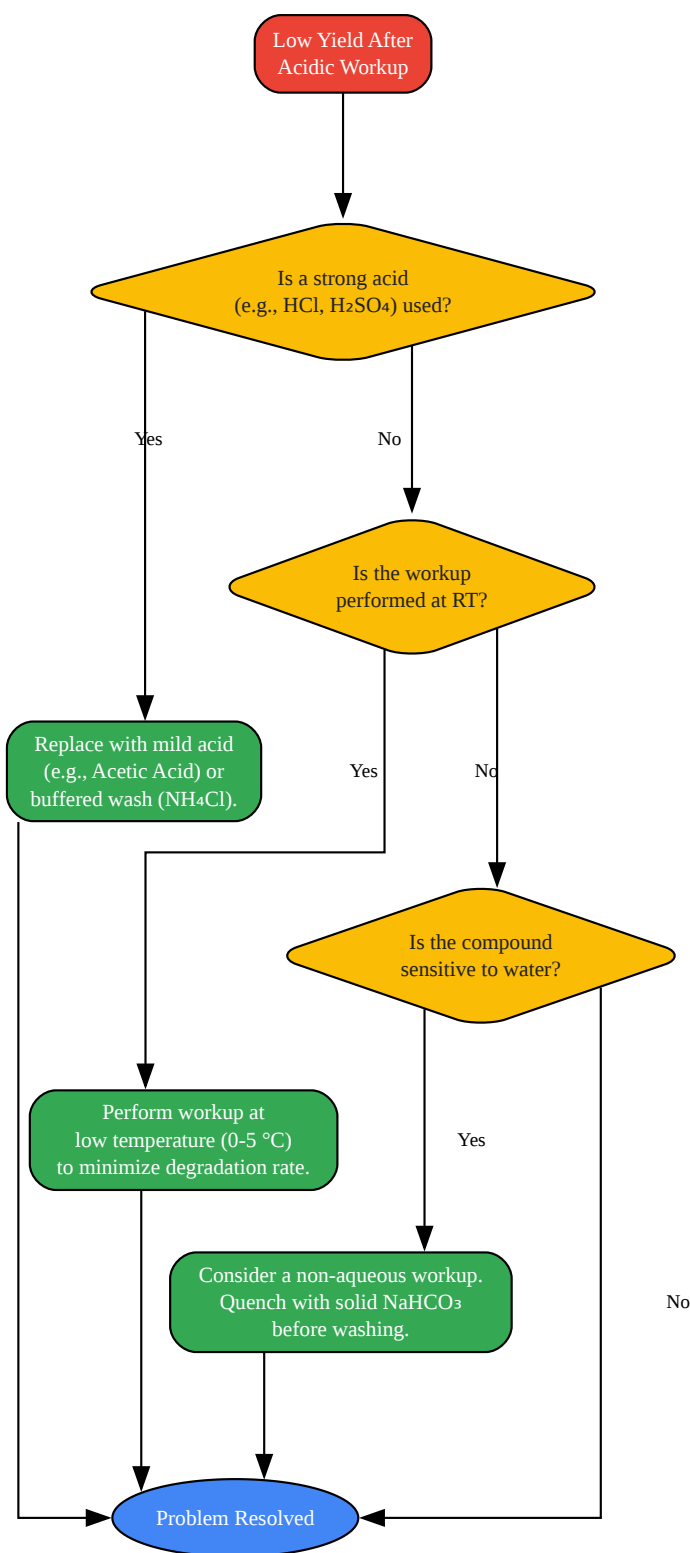 Low Yield After
Acidic Workup
Is a strong acid
(e.g., HCl, H₂SO₄) used?
Yes
No
Is the workup
performed at RT?
Replace with mild acid
(e.g., Acetic Acid) or
buffered wash (NH₄Cl).
Yes
No
Is the compound
sensitive to water?
Perform workup at
low temperature (0-5 °C)
to minimize degradation rate.
Yes
Consider a non-aqueous workup.
Quench with solid NaHCO₃
before washing.
No
Problem Resolved